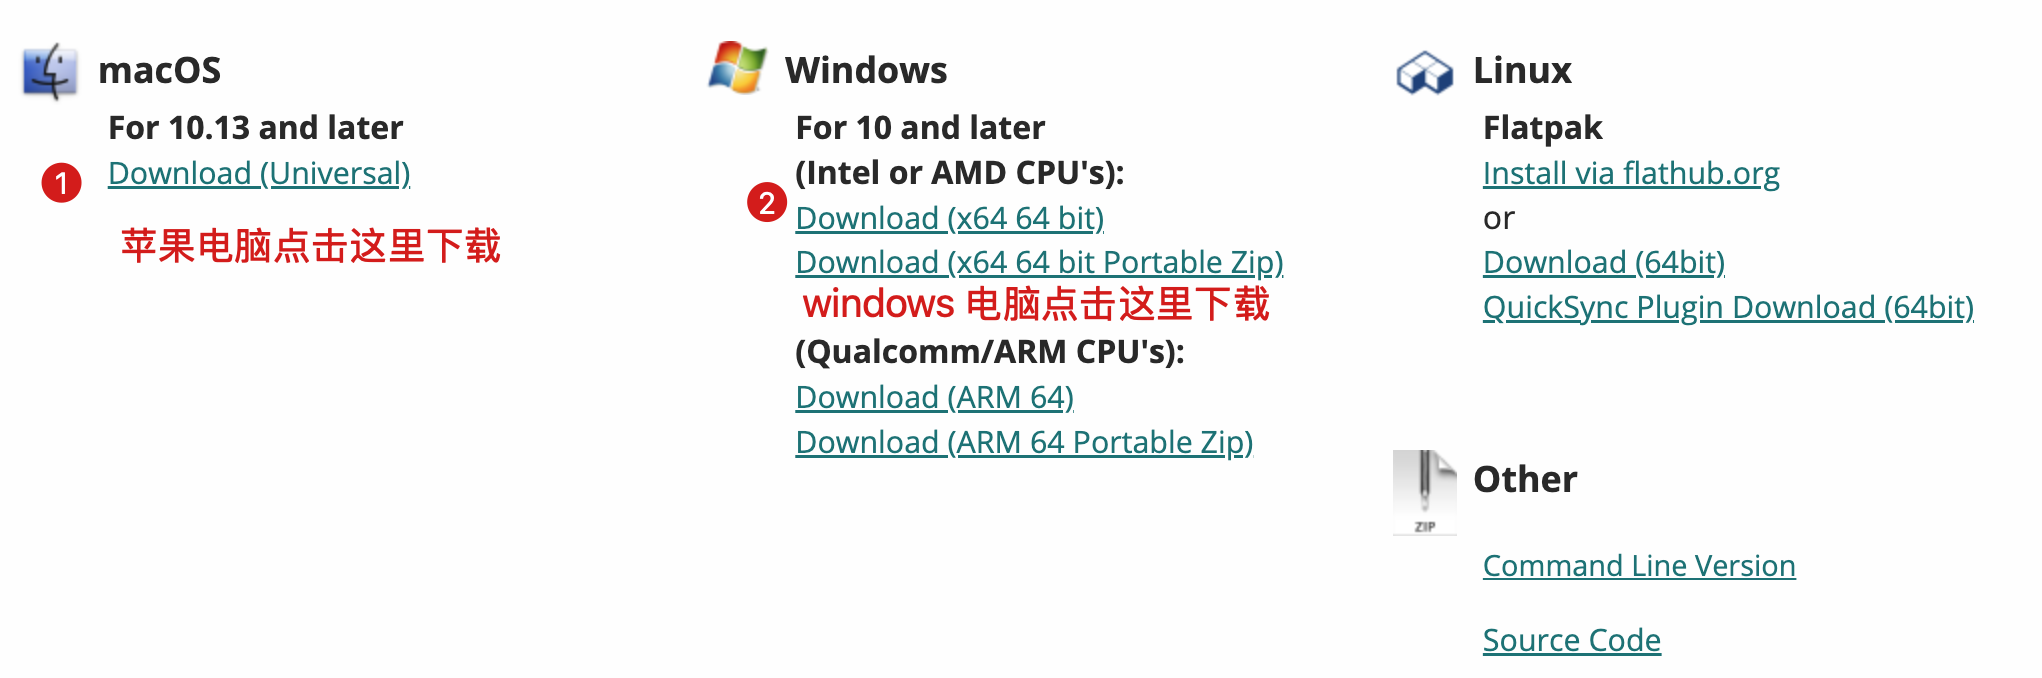 macOS
For 10.13 and later
1
Download (Universal)
苹果电脑点击这里下载
Windows
For 10 and later
(Intel or AMD CPU's):
2
Download (x64 64 bit)
Download (x64 64 bit Portable Zip)
windows 电脑点击这里下载
(Qualcomm/ARM CPU's):
Download (ARM 64)
Download (ARM 64 Portable Zip)
Linux
Flatpak
Install via flathub.org
or
Download (64bit)
QuickSync Plugin Download (64bit)
ZIP
Other
Command Line Version
Source Code